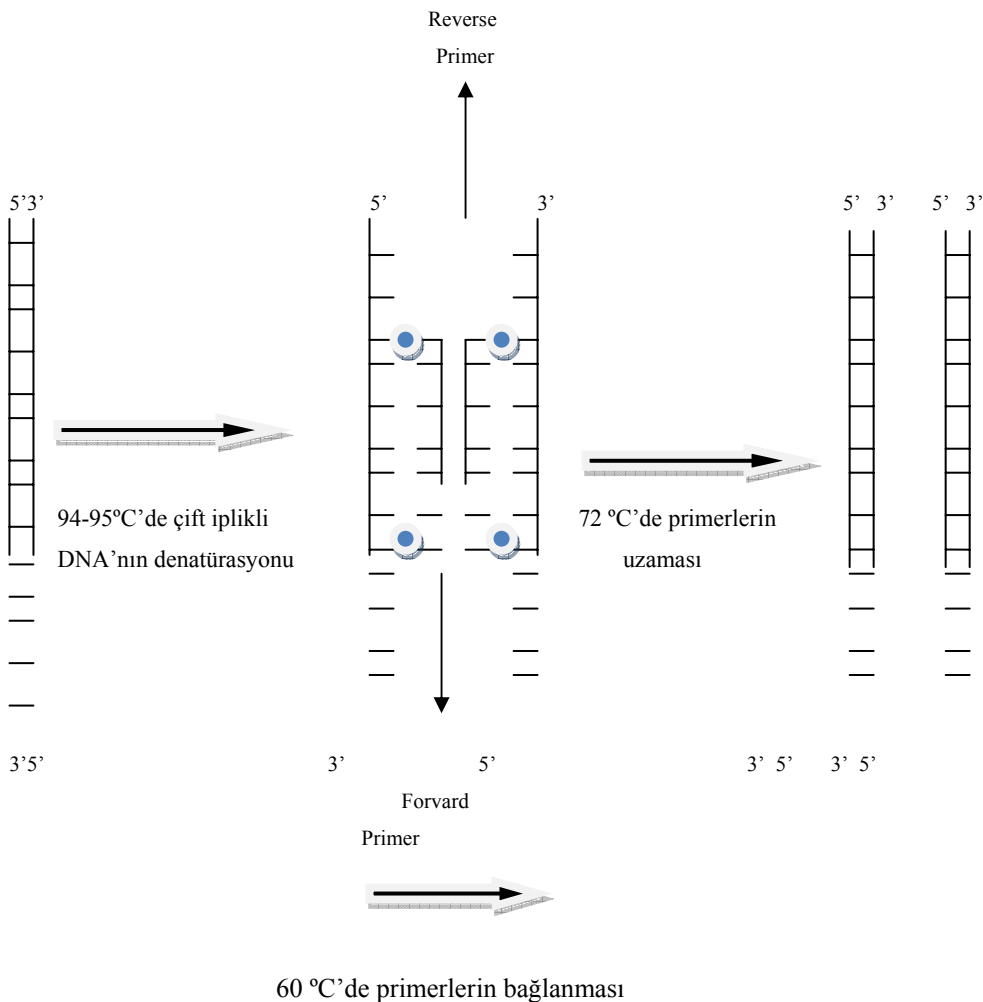 Reverse
Primer
5’3’
5’
3’
5’ 3’
5’ 3’
94-95ºC’de çift iplikli
DNA’nın denatürasyonu
72 ºC’de primerlerin
uzaması
3’5’
3’
5’
3’ 5’
3’ 5’
Forvard
Primer
60 ºC’de primerlerin bağlanması